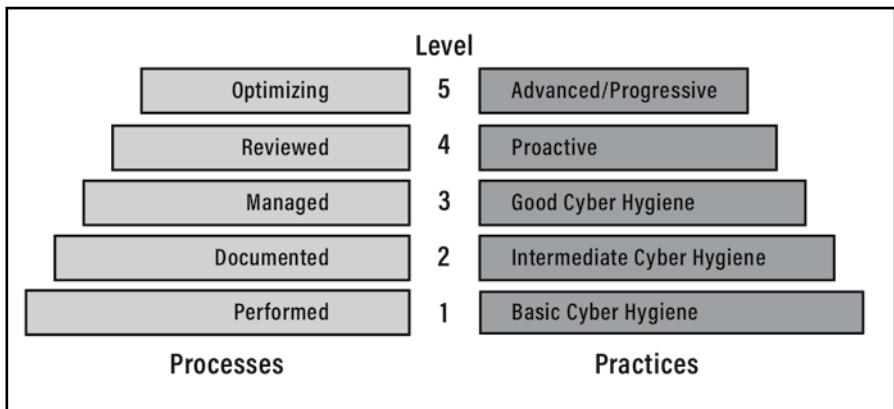 Level
Optimizing 5 Advanced/Progressive
Reviewed 4 Proactive
Managed 3 Good Cyber Hygiene
Documented 2 Intermediate Cyber Hygiene
Performed 1 Basic Cyber Hygiene
Processes Practices